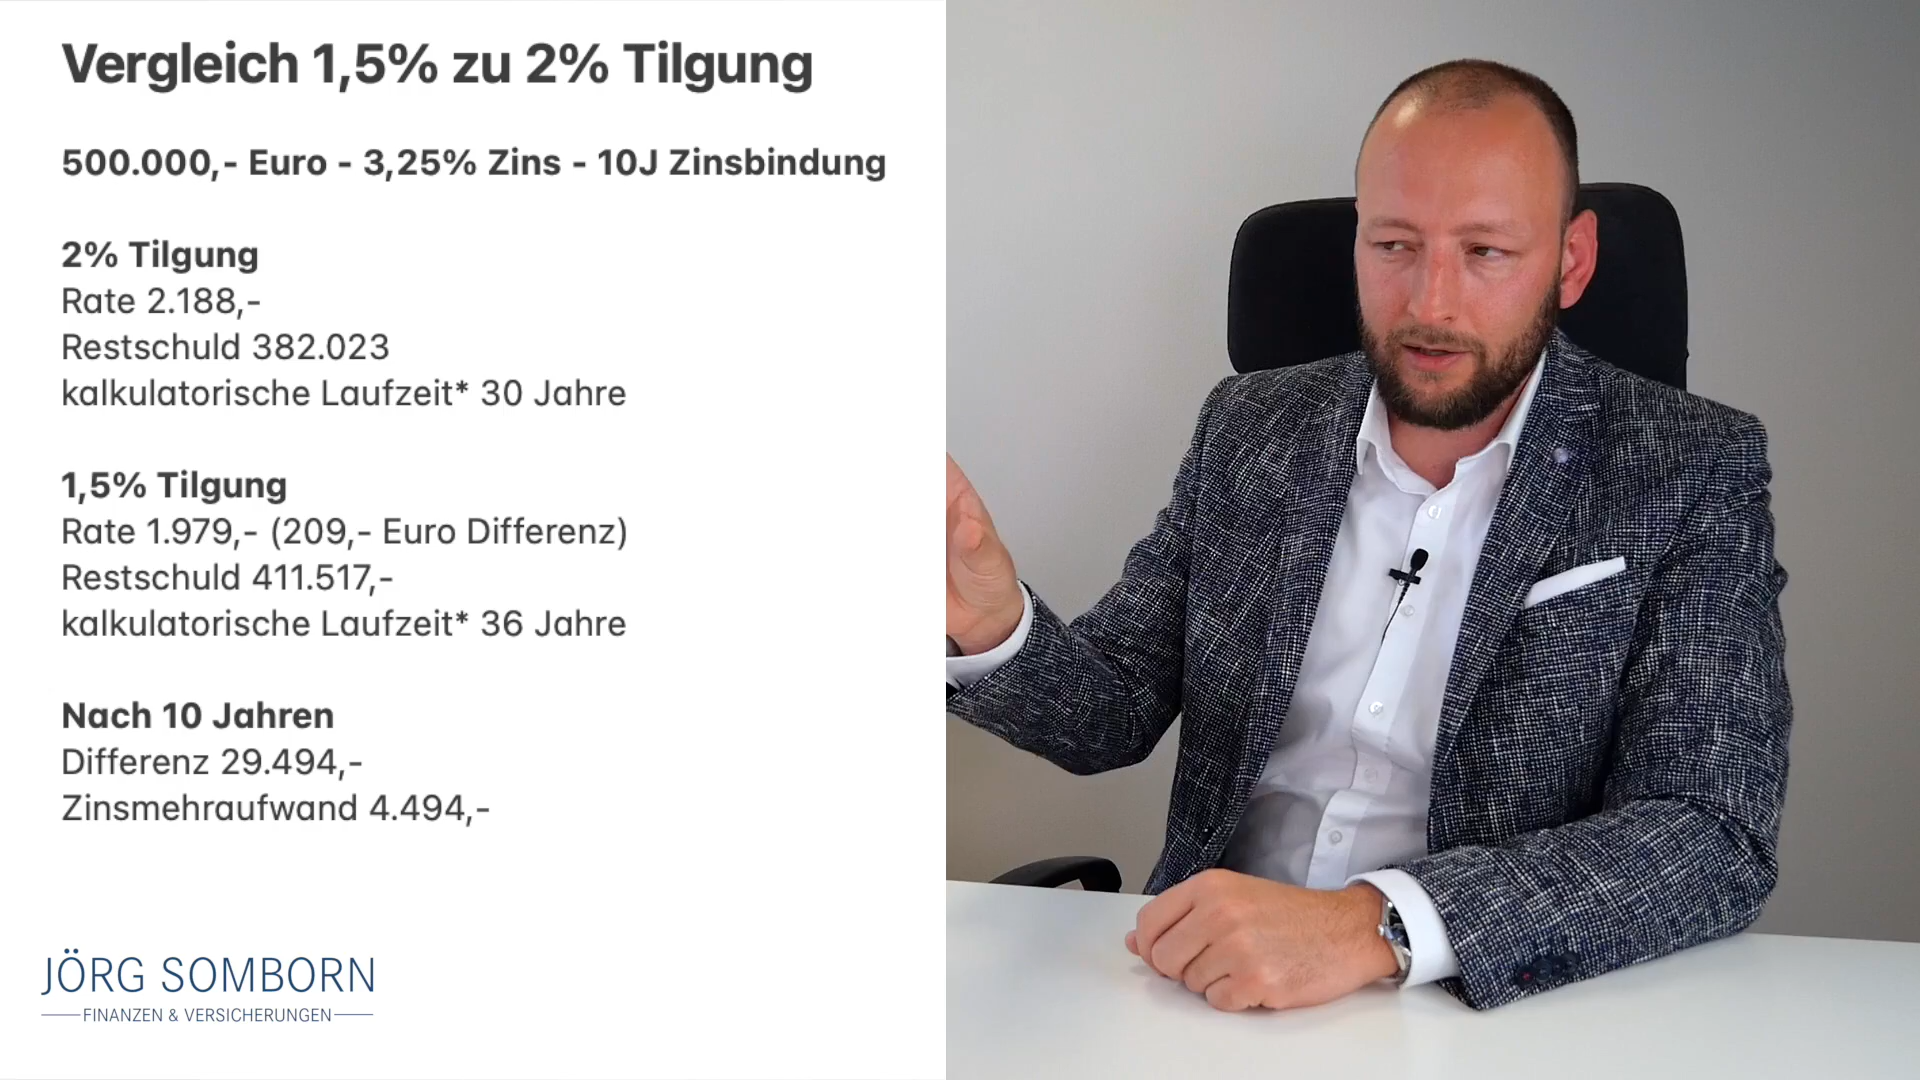 Vergleich 1,5% zu 2% Tilgung
500.000,- Euro - 3,25% Zins - 10J Zinsbindung
2% Tilgung
Rate 2.188,-
Restschuld 382.023
kalkulatorische Laufzeit* 30 Jahre
1,5% Tilgung
Rate 1.979,- (209,- Euro Differenz)
Restschuld 411.517,-
kalkulatorische Laufzeit* 36 Jahre
Nach 10 Jahren
Differenz 29.494,-
Zinsmehraufwand 4.494,-
JÖRG SOMBORN
FINANZEN & VERSICHERUNGEN